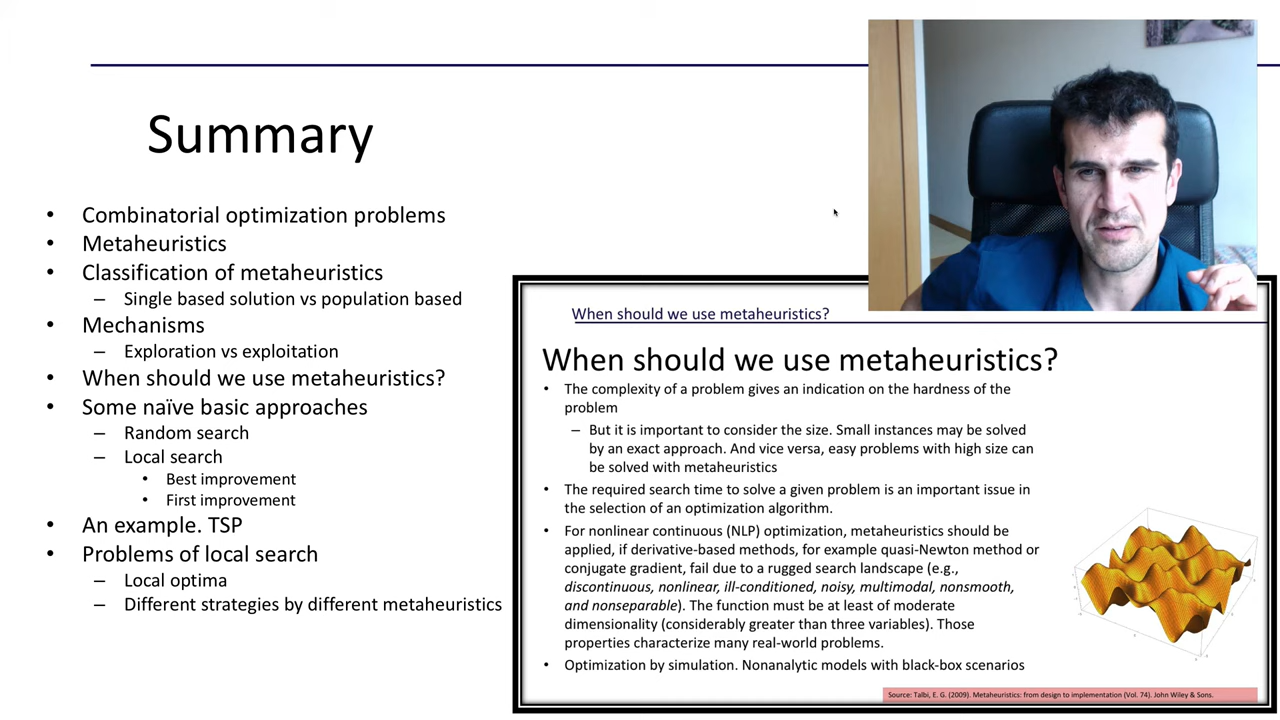 Summary
• Combinatorial optimization problems
• Metaheuristics
• Classification of metaheuristics
– Single based solution vs population based
• Mechanisms
– Exploration vs exploitation
• When should we use metaheuristics?
• Some naïve basic approaches
– Random search
– Local search
• Best improvement
• First improvement
• An example. TSP
• Problems of local search
– Local optima
– Different strategies by different metaheuristics
When should we use metaheuristics?
When should we use metaheuristics?
• The complexity of a problem gives an indication on the hardness of the
problem
– But it is important to consider the size. Small instances may be solved
by an exact approach. And vice versa, easy problems with high size can
be solved with metaheuristics
• The required search time to solve a given problem is an important issue in
the selection of an optimization algorithm.
• For nonlinear continuous (NLP) optimization, metaheuristics should be
applied, if derivative-based methods, for example quasi-Newton method or
conjugate gradient, fail due to a rugged search landscape (e.g.,
discontinuous, nonlinear, ill-conditioned, noisy, multimodal, nonsmooth,
and nonseparable). The function must be at least of moderate
dimensionality (considerably greater than three variables). Those
properties characterize many real-world problems.
• Optimization by simulation. Nonanalytic models with black-box scenarios
Source: Talbi, E. G. (2009). Metaheuristics: from design to implementation (Vol. 74). John Wiley & Sons.